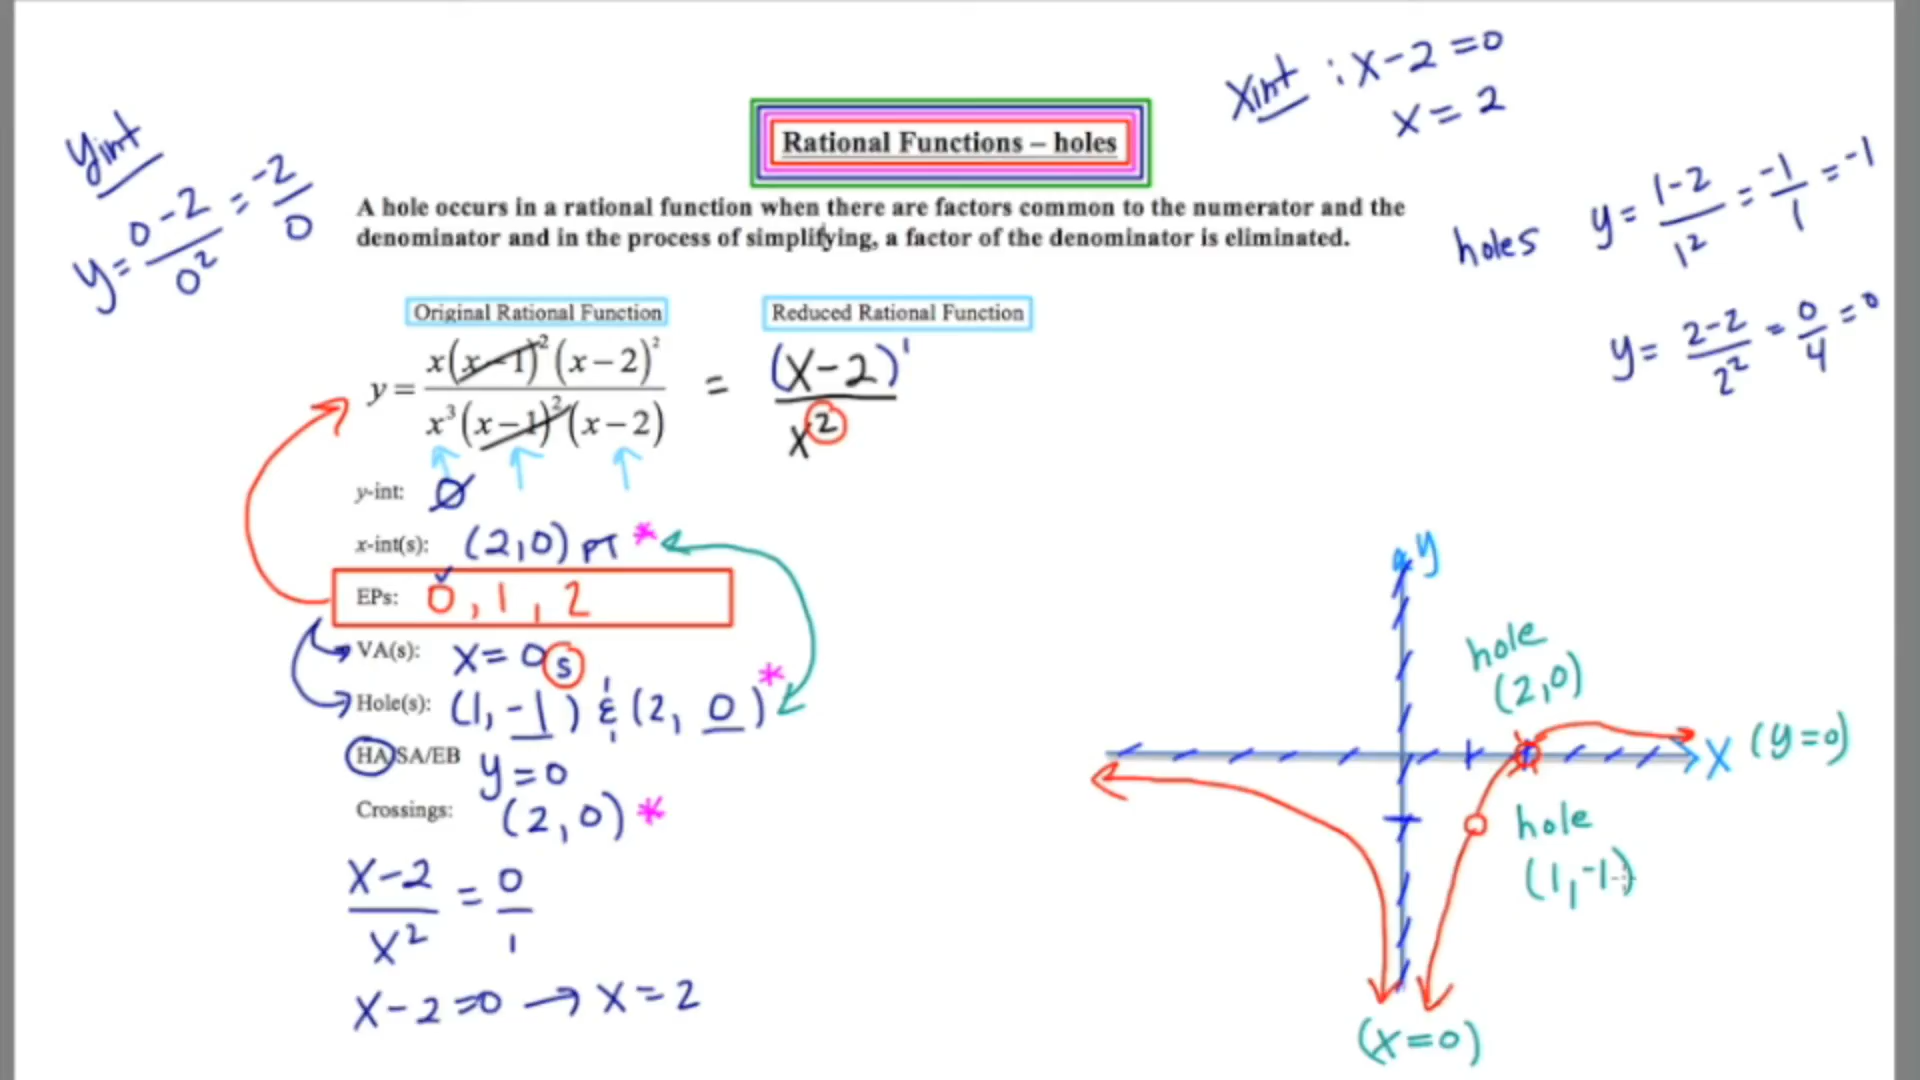 Rational Functions – holes
A hole occurs in a rational function when there are factors common to the numerator and the
denominator and in the process of simplifying, a factor of the denominator is eliminated.
yint
y = 0-2/0² = -2/0
xint : x-2 =0
x = 2
holes y = 1-2/1² = -1/1 = -1
y = 2-2/2² = 0/4 = 0
Original Rational Function
y = x(x-1)²(x-2)² / x³(x-1)²(x-2)
=
Reduced Rational Function
(x-2)¹ / x²
y-int: Ø
x-int(s): (2,0) PT *
EPs: 0, 1, 2
VA(s): x = 0 s
Hole(s): (1, -1) & (2, 0) *
HA/SA/EB y = 0
Crossings: (2,0) *
x-2/x² = 0/1
x-2=0 → x = 2
y
hole
(2,0)
x (y=0)
hole
(1,-1)
(x=0)